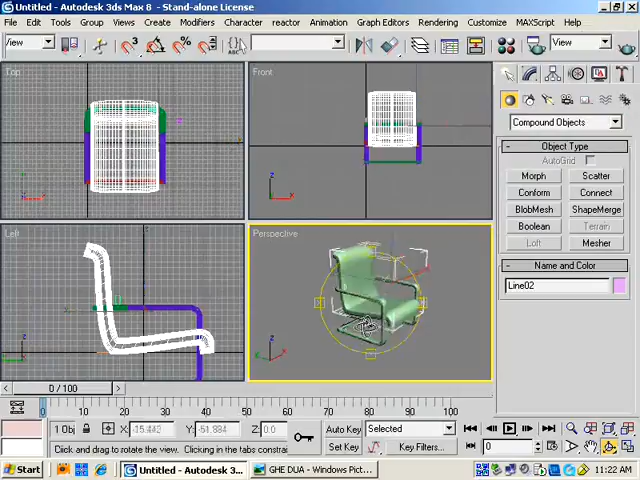 Untitled - Autodesk 3ds Max 8 - Stand-alone License
File Edit Tools Group Views Create Modifiers Character reactor Animation Graph Editors Rendering Customize MAXScript Help
View View
ABC
Top Front
Left Perspective
Compound Objects
Object Type
AutoGrid
Morph Scatter
Conform Connect
BlobMesh ShapeMerge
Boolean Terrain
Loft Mesher
Name and Color
Line02
0 / 100
0 10 20 30 40 50 60 70 80 90 100
1 Obj X: -15.442 Y: -51.884 Z: 0.0 Auto Key Selected
Set Key Key Filters... 0
Click and drag to rotate the view. Clicking in the tabs constrai
Start Untitled - Autodesk 3... GHE DUA - Windows Pict... 11:22 AM